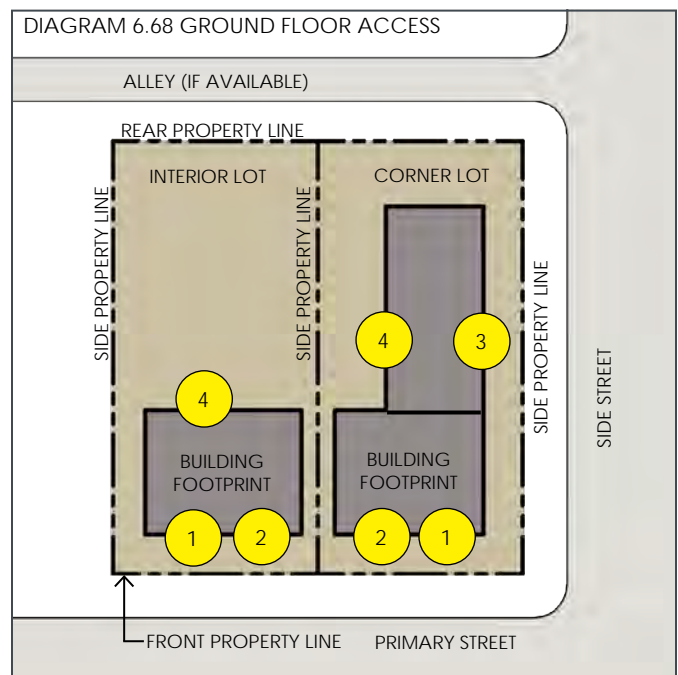 DIAGRAM 6.68 GROUND FLOOR ACCESS
ALLEY (IF AVAILABLE)
REAR PROPERTY LINE
INTERIOR LOT
CORNER LOT
SIDE PROPERTY LINE
SIDE PROPERTY LINE
SIDE PROPERTY LINE
SIDE STREET
4
3
4
BUILDING
FOOTPRINT
BUILDING
FOOTPRINT
1
2
2
1
FRONT PROPERTY LINE
PRIMARY STREET